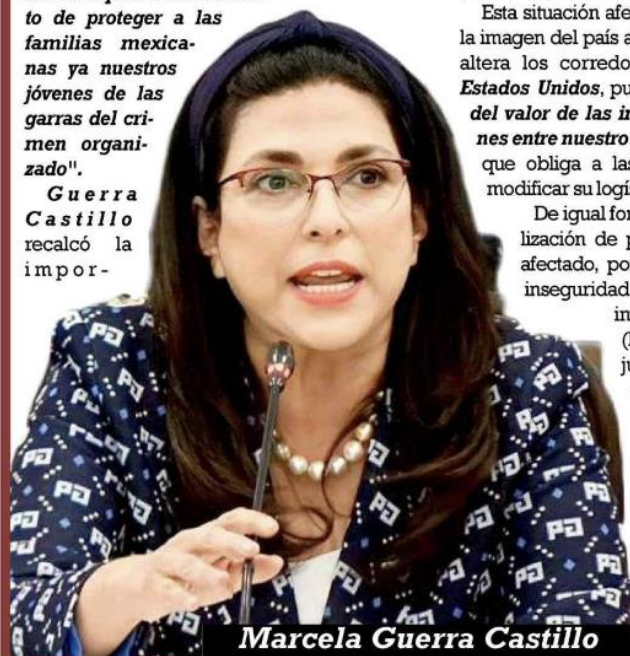 to de proteger a las
familias mexica-
nas ya nuestros
jóvenes de las
garras del cri-
men organi-
zado".
Guerra
Castillo
recalcó la
impor-
Esta situación afe
la imagen del país a
altera los corredo
Estados Unidos, pu
del valor de las in
nes entre nuestro
que obliga a las
modificar su logís
De igual for
lización de p
afectado, po
inseguridad
in
(
ju
Marcela Guerra Castillo